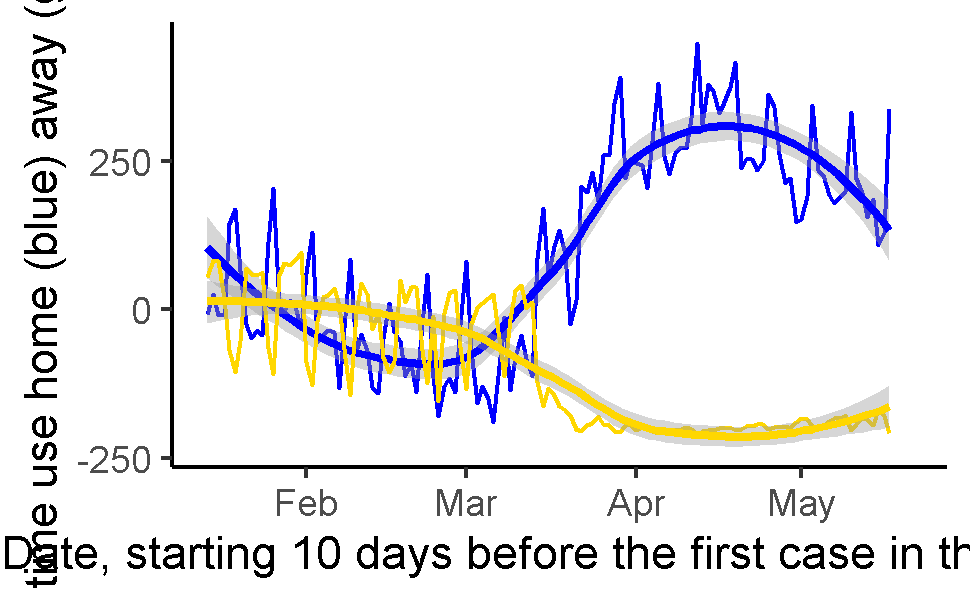 time use home (blue) away (
250
0
-250
Feb Mar Apr May
Date, starting 10 days before the first case in th